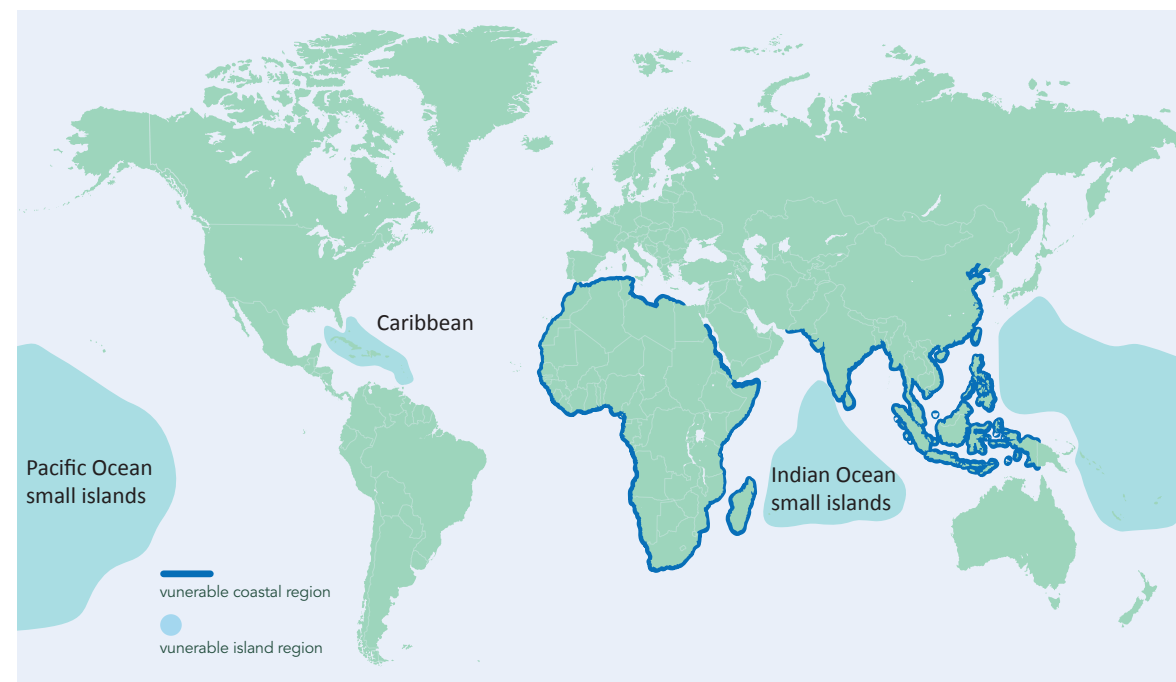 Caribbean
Pacific Ocean
small islands
Indian Ocean
small islands
vunerable coastal region
vunerable island region